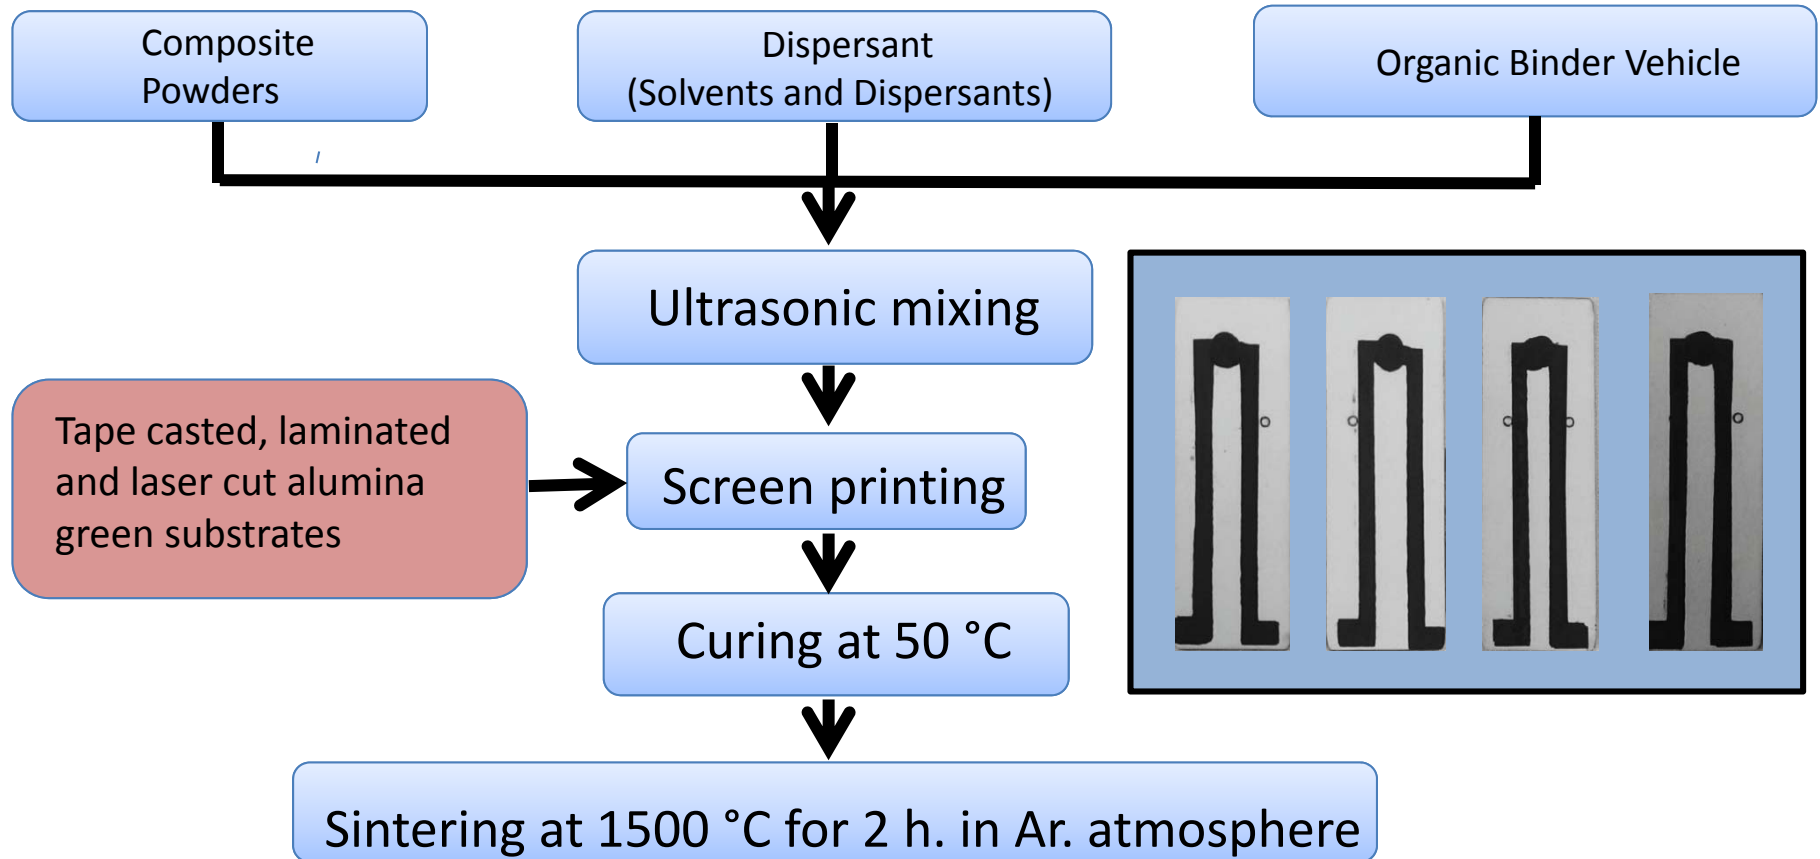 Composite
Powders
Dispersant
(Solvents and Dispersants)
Organic Binder Vehicle
Ultrasonic mixing
Tape casted, laminated
and laser cut alumina
green substrates
Screen printing
Curing at 50 °C
Sintering at 1500 °C for 2 h. in Ar. atmosphere